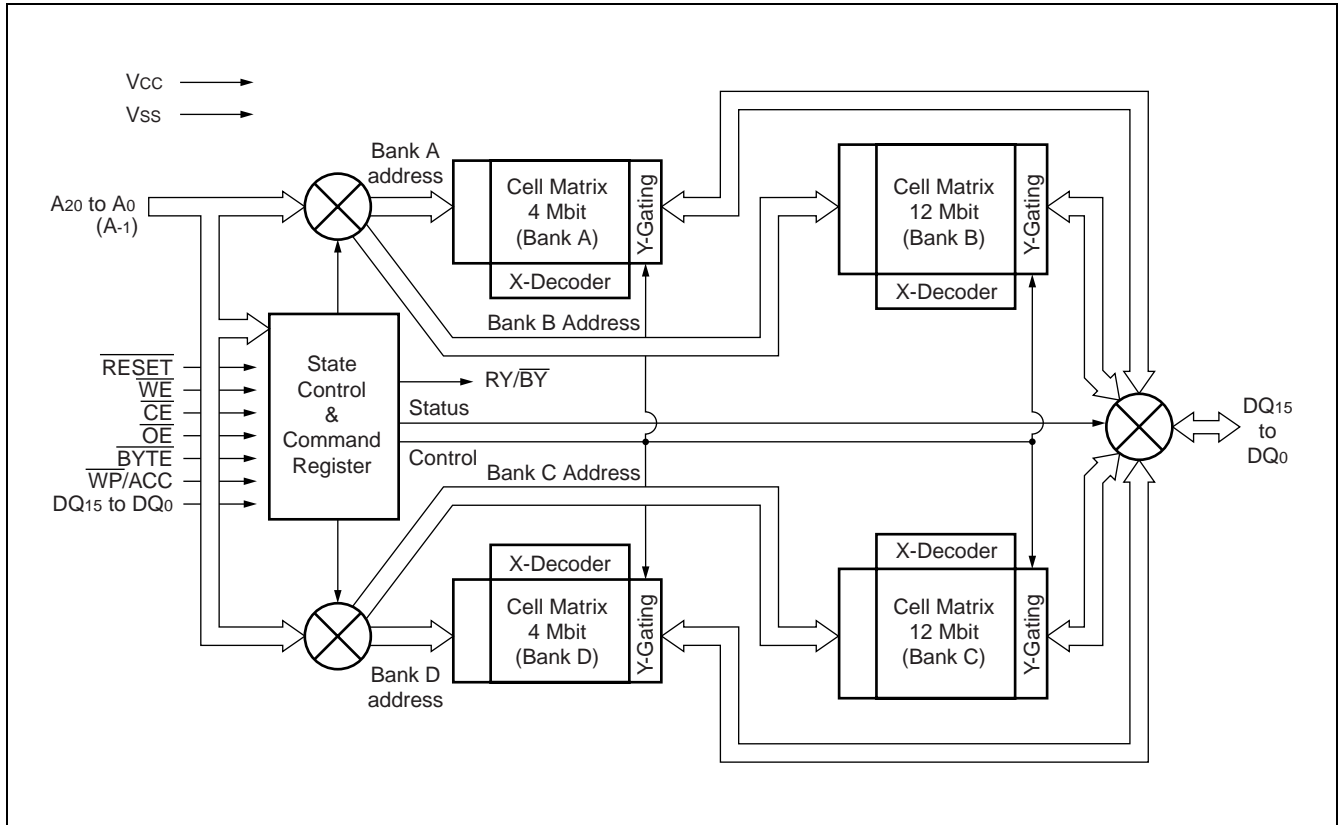 VCC
VSS
A20 to A0
(A-1)
Bank A
address
Cell Matrix
4 Mbit
(Bank A)
Y-Gating
X-Decoder
Cell Matrix
12 Mbit
(Bank B)
Y-Gating
X-Decoder
Bank B Address
RESET
WE
CE
OE
BYTE
WP/ACC
DQ15 to DQ0
State
Control
&
Command
Register
RY/BY
Status
Control
DQ15
to
DQ0
Bank C Address
X-Decoder
Cell Matrix
4 Mbit
(Bank D)
Y-Gating
Bank D
address
X-Decoder
Cell Matrix
12 Mbit
(Bank C)
Y-Gating